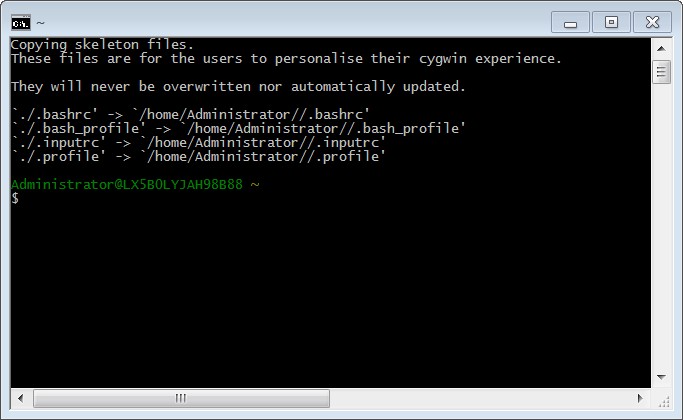 C:\. ~
Copying skeleton files.
These files are for the users to personalise their cygwin experience.
They will never be overwritten nor automatically updated.
`./.bashrc' -> `/home/Administrator//.bashrc'
`./.bash_profile' -> `/home/Administrator//.bash_profile'
`./.inputrc' -> `/home/Administrator//.inputrc'
`./.profile' -> `/home/Administrator//.profile'
Administrator@LX5BOLYJAH98B88 ~
$